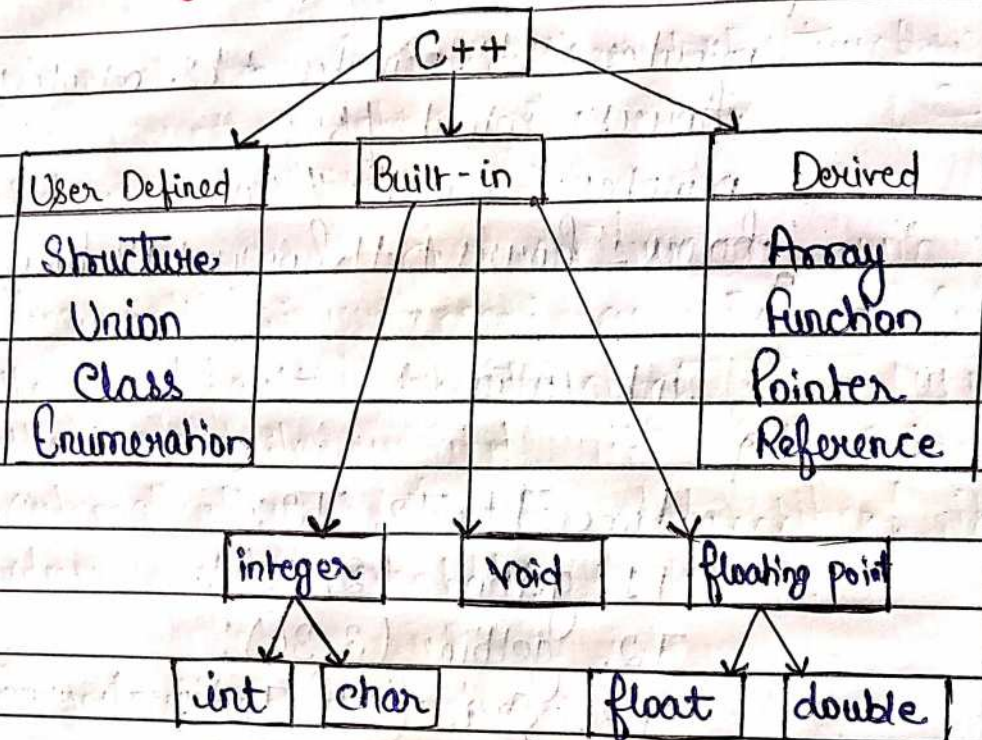 C++
User Defined Built-in Derived
Structure Array
Union Function
Class Pointer
Enumeration Reference
integer void floating point
int char float double